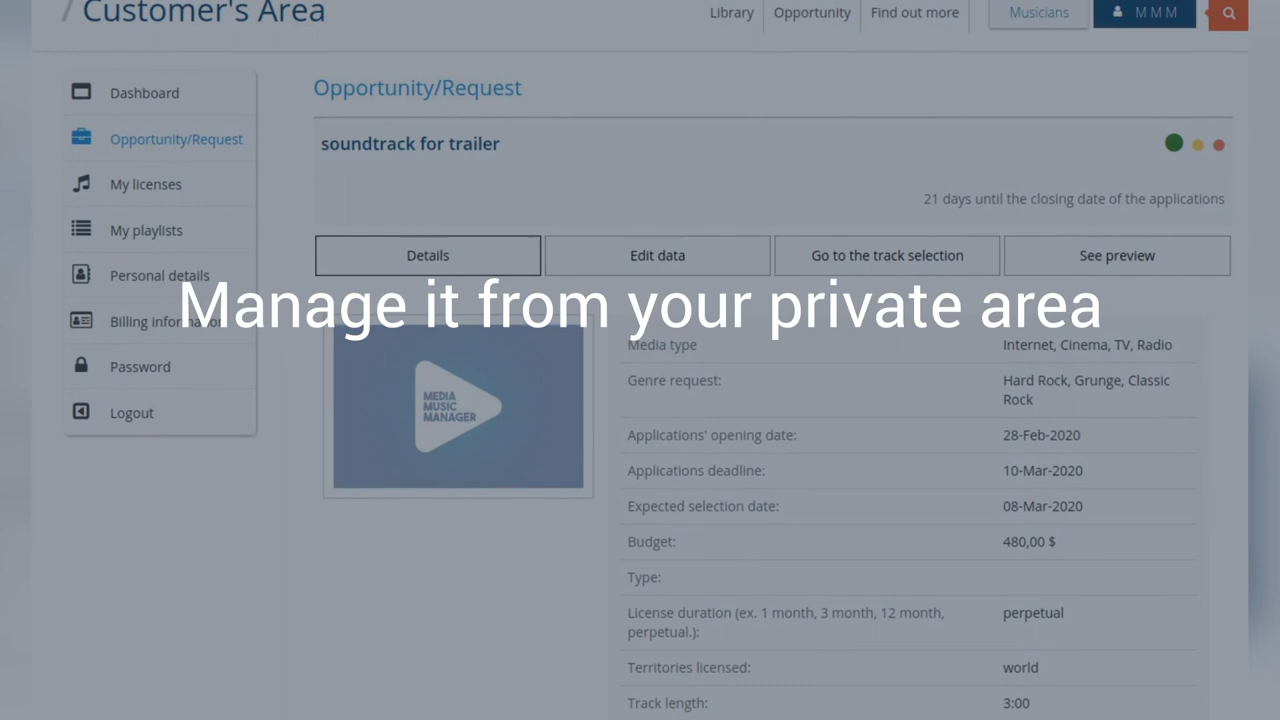 / Customer's Area
Library
Opportunity
Find out more
Musicians
M M M
Dashboard
Opportunity/Request
My licenses
My playlists
Personal details
Billing information
Password
Logout
Opportunity/Request
soundtrack for trailer
21 days until the closing date of the applications
Details
Edit data
Go to the track selection
See preview
Manage it from your private area
MEDIA
MUSIC
MANAGER
Media type Internet, Cinema, TV, Radio
Genre request: Hard Rock, Grunge, Classic
Rock
Applications' opening date: 28-Feb-2020
Applications deadline: 10-Mar-2020
Expected selection date: 08-Mar-2020
Budget: 480,00 $
Type:
License duration (ex. 1 month, 3 month, 12 month, perpetual
perpetual.):
Territories licensed: world
Track length: 3:00